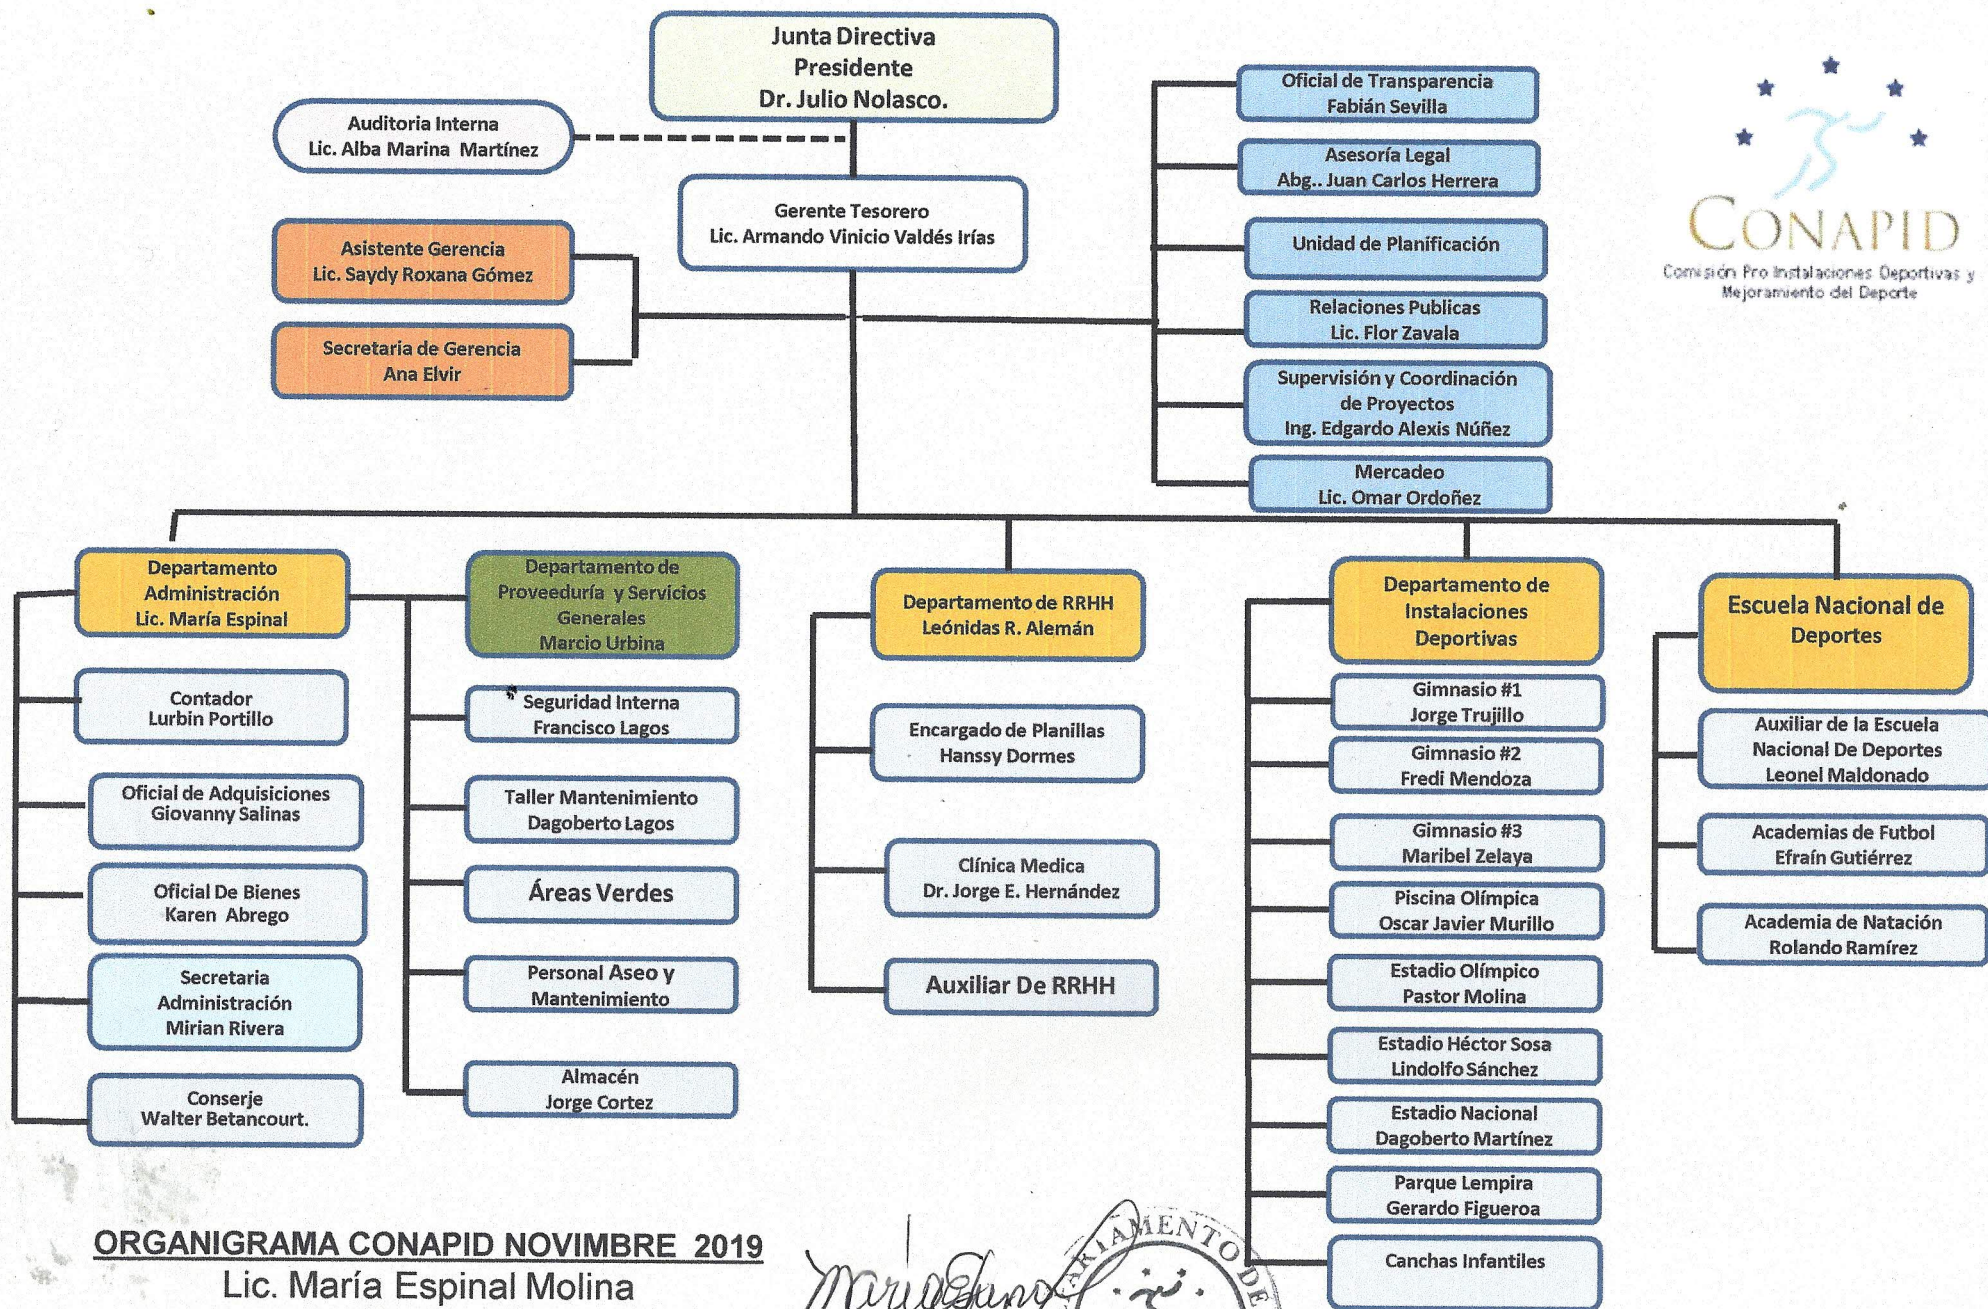 Junta Directiva
Presidente
Dr. Julio Nolasco.
Auditoria Interna
Lic. Alba Marina Martínez
Gerente Tesorero
Lic. Armando Vinicio Valdés Irías
Asistente Gerencia
Lic. Saydy Roxana Gómez
Secretaria de Gerencia
Ana Elvir
Oficial de Transparencia
Fabián Sevilla
Asesoría Legal
Abg.. Juan Carlos Herrera
Unidad de Planificación
Relaciones Publicas
Lic. Flor Zavala
Supervisión y Coordinación
de Proyectos
Ing. Edgardo Alexis Núñez
Mercadeo
Lic. Omar Ordoñez
CONAPID
Comisión Pro Instalaciones Deportivas y
Mejoramiento del Deporte
Departamento
Administración
Lic. María Espinal
Contador
Lurbin Portillo
Oficial de Adquisiciones
Giovanny Salinas
Oficial De Bienes
Karen Abrego
Secretaria
Administración
Mirian Rivera
Conserje
Walter Betancourt.
Departamento de
Proveeduría y Servicios
Generales
Marcio Urbina
Seguridad Interna
Francisco Lagos
Taller Mantenimiento
Dagoberto Lagos
Áreas Verdes
Personal Aseo y
Mantenimiento
Almacén
Jorge Cortez
Departamento de RRHH
Leónidas R. Alemán
Encargado de Planillas
Hanssy Dormes
Clínica Medica
Dr. Jorge E. Hernández
Auxiliar De RRHH
Departamento de
Instalaciones
Deportivas
Gimnasio #1
Jorge Trujillo
Gimnasio #2
Fredi Mendoza
Gimnasio #3
Maribel Zelaya
Piscina Olímpica
Oscar Javier Murillo
Estadio Olímpico
Pastor Molina
Estadio Héctor Sosa
Lindolfo Sánchez
Estadio Nacional
Dagoberto Martínez
Parque Lempira
Gerardo Figueroa
Canchas Infantiles
Escuela Nacional de
Deportes
Auxiliar de la Escuela
Nacional De Deportes
Leonel Maldonado
Academias de Futbol
Efraín Gutiérrez
Academia de Natación
Rolando Ramírez
ORGANIGRAMA CONAPID NOVIMBRE 2019
Lic. María Espinal Molina